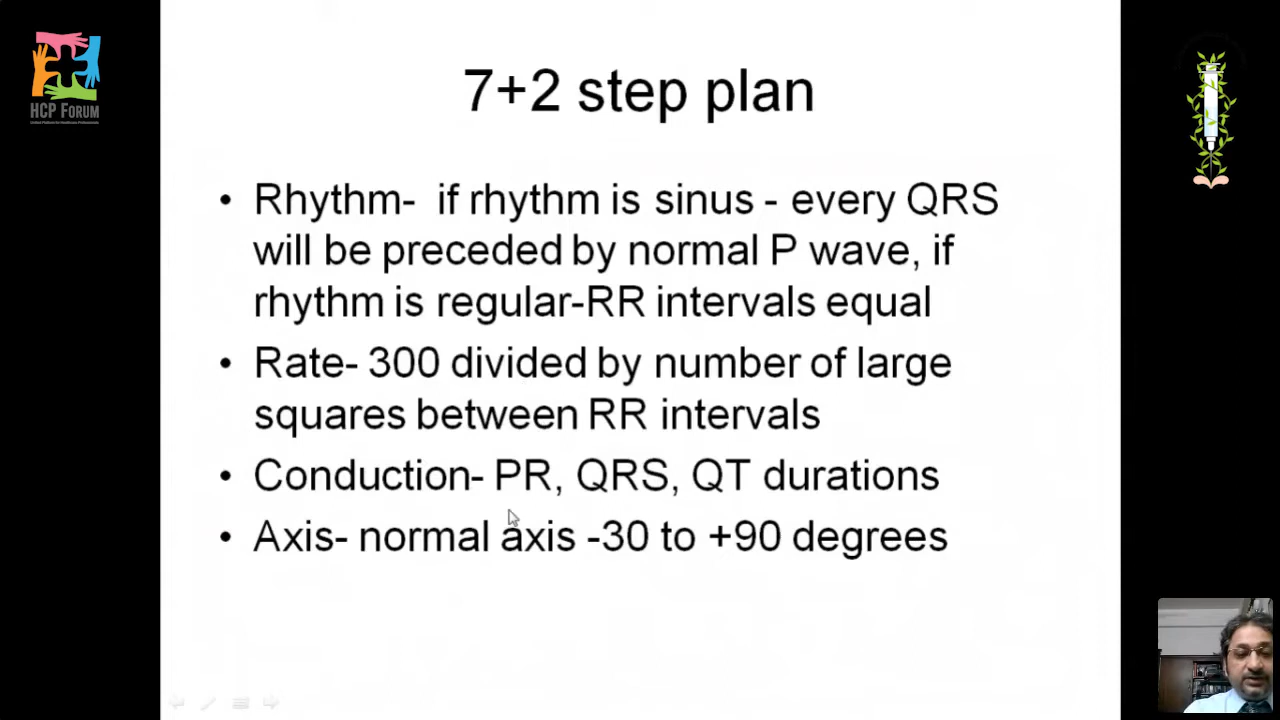 HCP FORUM
7+2 step plan
• Rhythm- if rhythm is sinus - every QRS
will be preceded by normal P wave, if
rhythm is regular-RR intervals equal
• Rate- 300 divided by number of large
squares between RR intervals
• Conduction- PR, QRS, QT durations
• Axis- normal axis -30 to +90 degrees